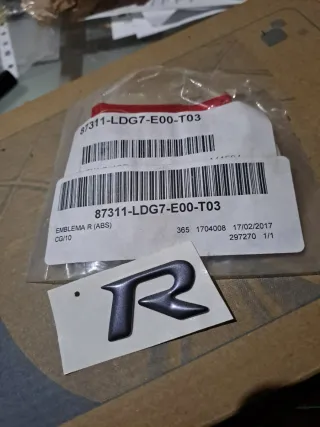 87311-LDG7-E00-T03
87311-LDG7-E00-T03
EMBLEMA R (ABS)
CG/10
365 1704008 17/02/2017
297270 1/1
R